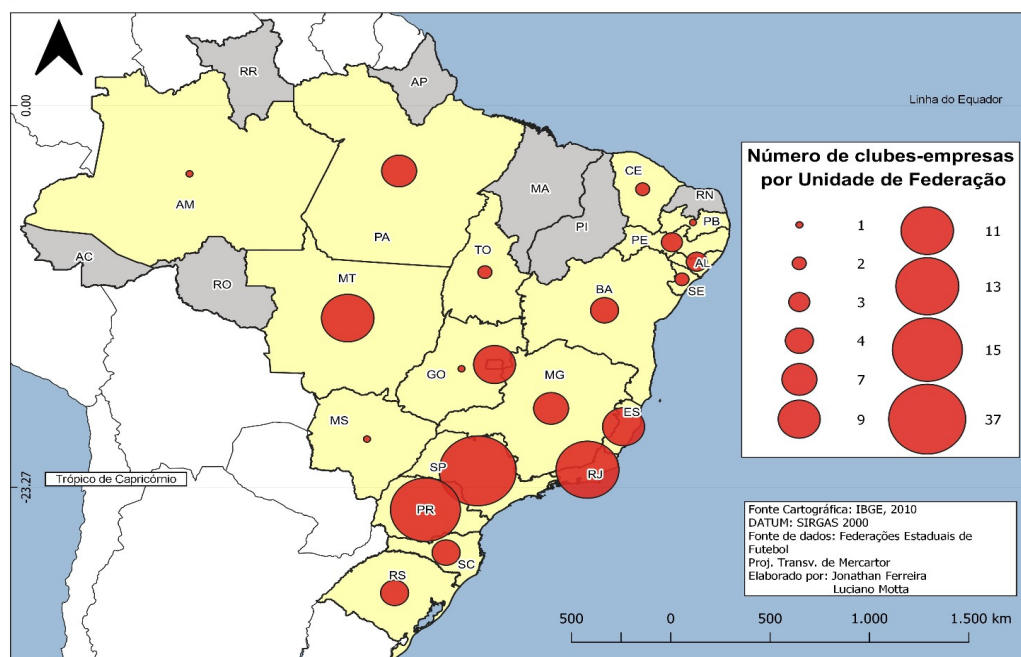 RR
AP
0.00
Linha do Equador
Número de clubes-empresas
por Unidade de Federação
1
11
2
13
3
4
15
7
9
37
AM
PA
MA
CE
RN
PB
PI
PE
AL
SE
AC
RO
TO
MT
BA
GO
MG
ES
MS
SP
RJ
Trópico de Capricórnio
-23.27
PR
SC
RS
Fonte Cartográfica: IBGE, 2010
DATUM: SIRGAS 2000
Fonte de dados: Federações Estaduais de
Futebol
Proj. Transv. de Mercartor
Elaborado por: Jonathan Ferreira
Luciano Motta
500 0 500 1.000 1.500 km